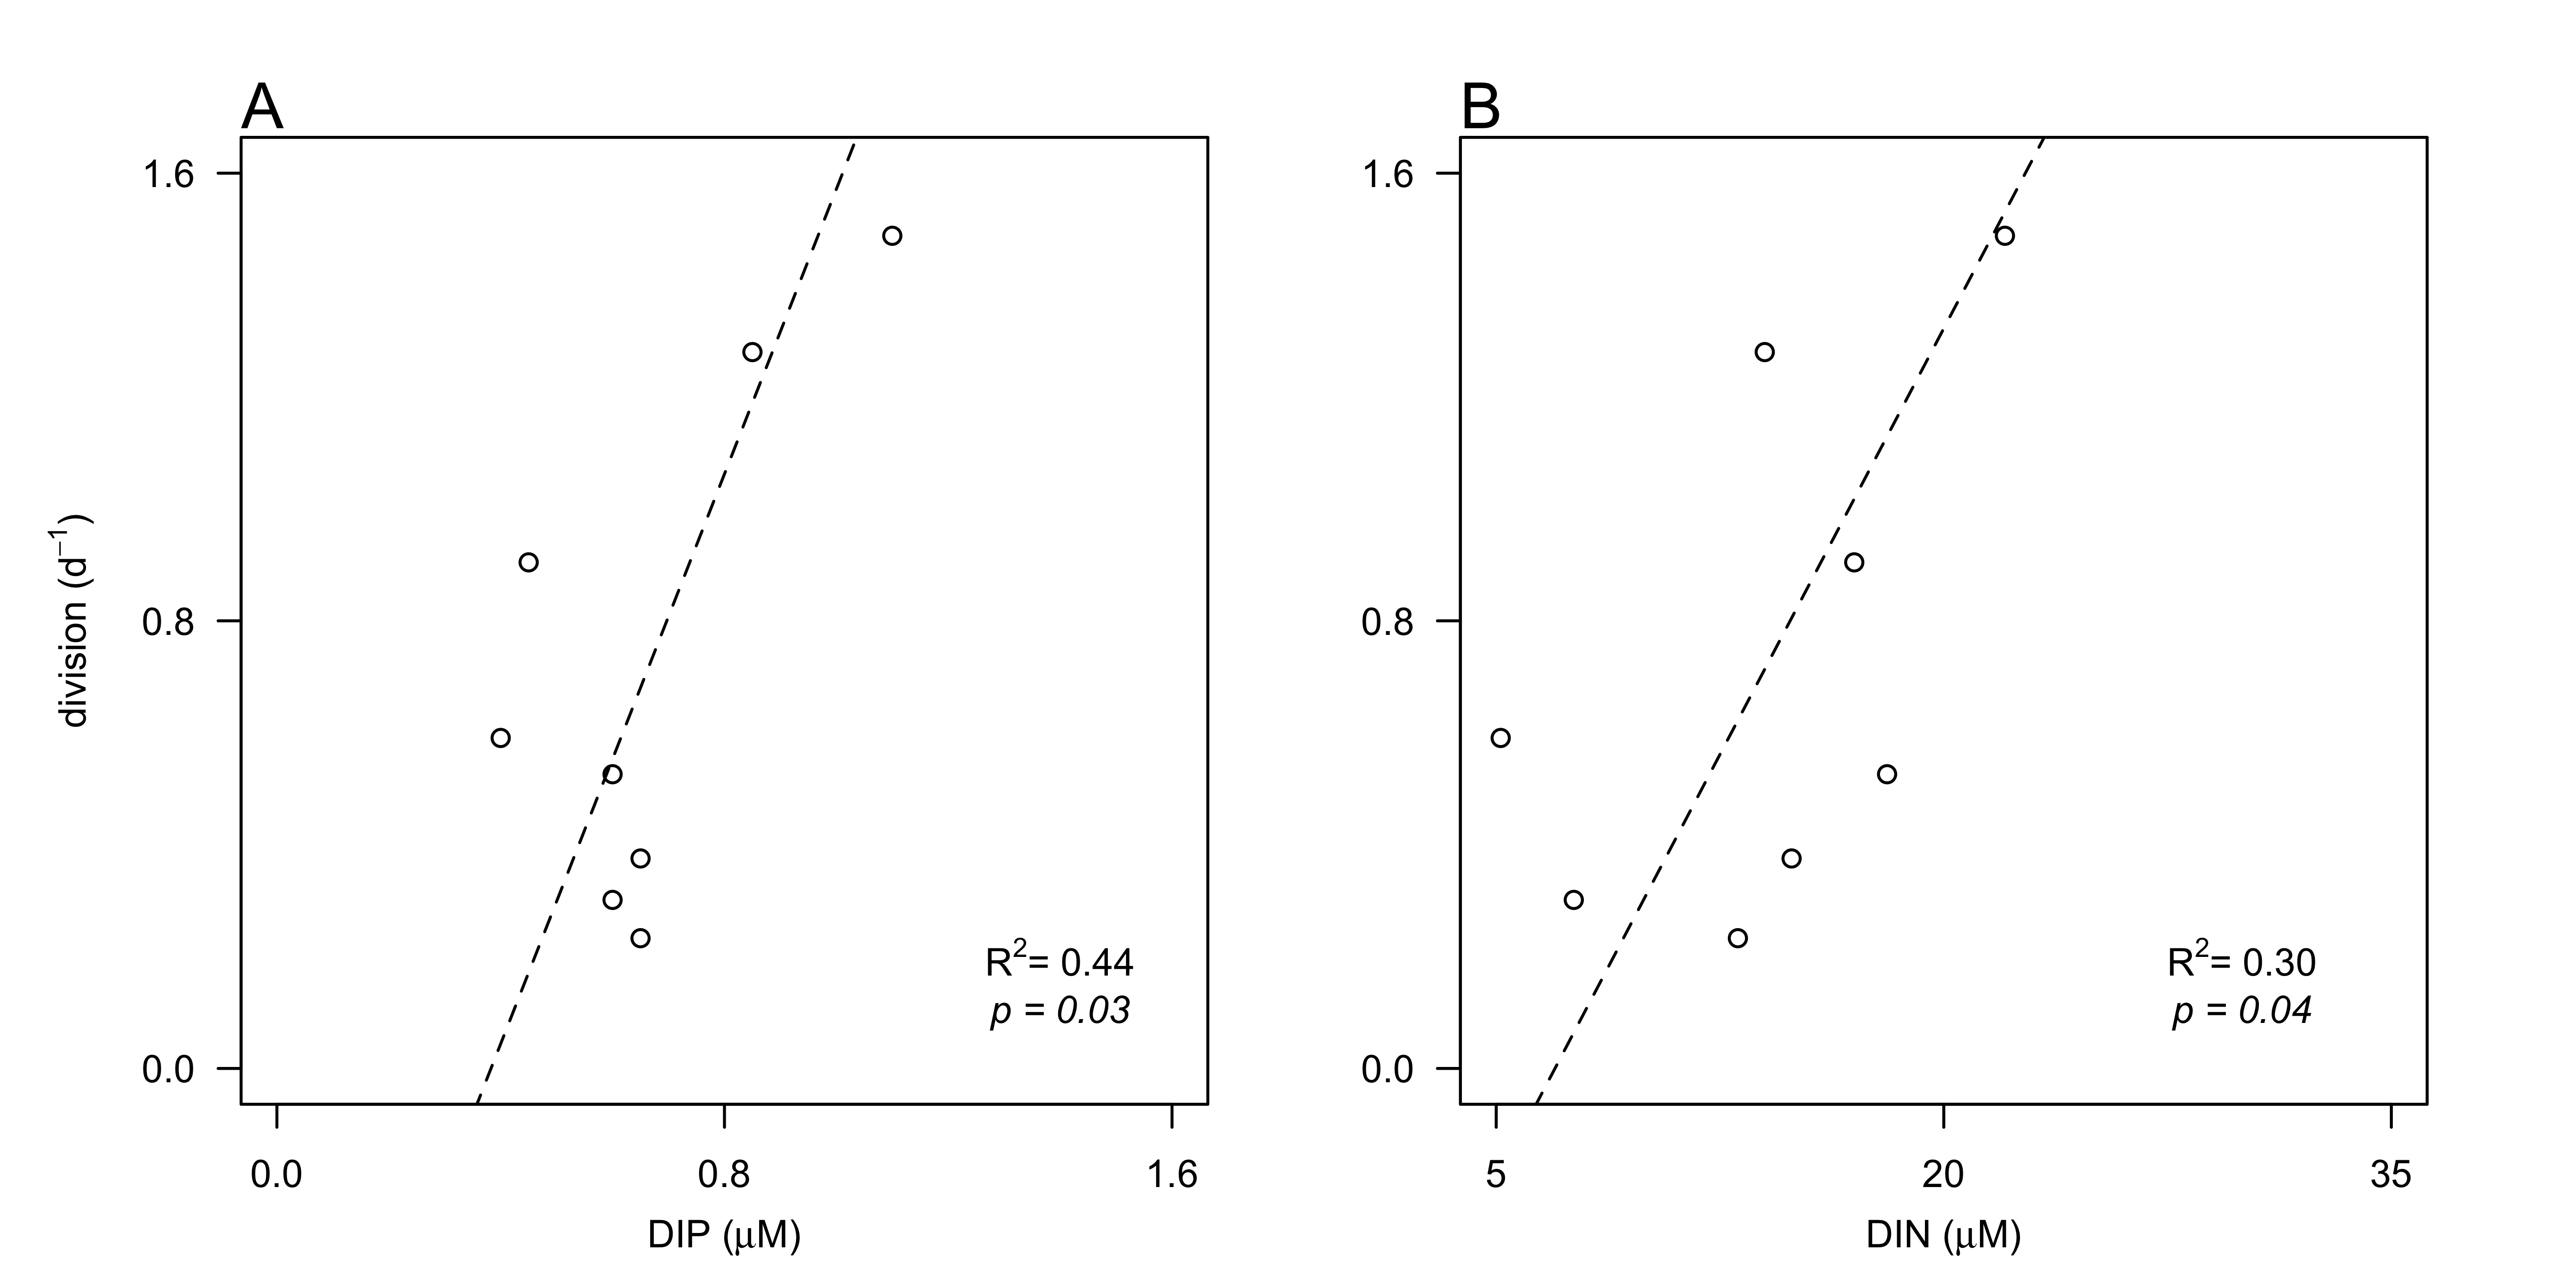 A
1.6
0.8
0.0
division (d⁻¹)
0.0 0.8 1.6
DIP (μM)
R²= 0.44
p = 0.03
B
1.6
0.8
0.0
5 20 35
DIN (μM)
R²= 0.30
p = 0.04